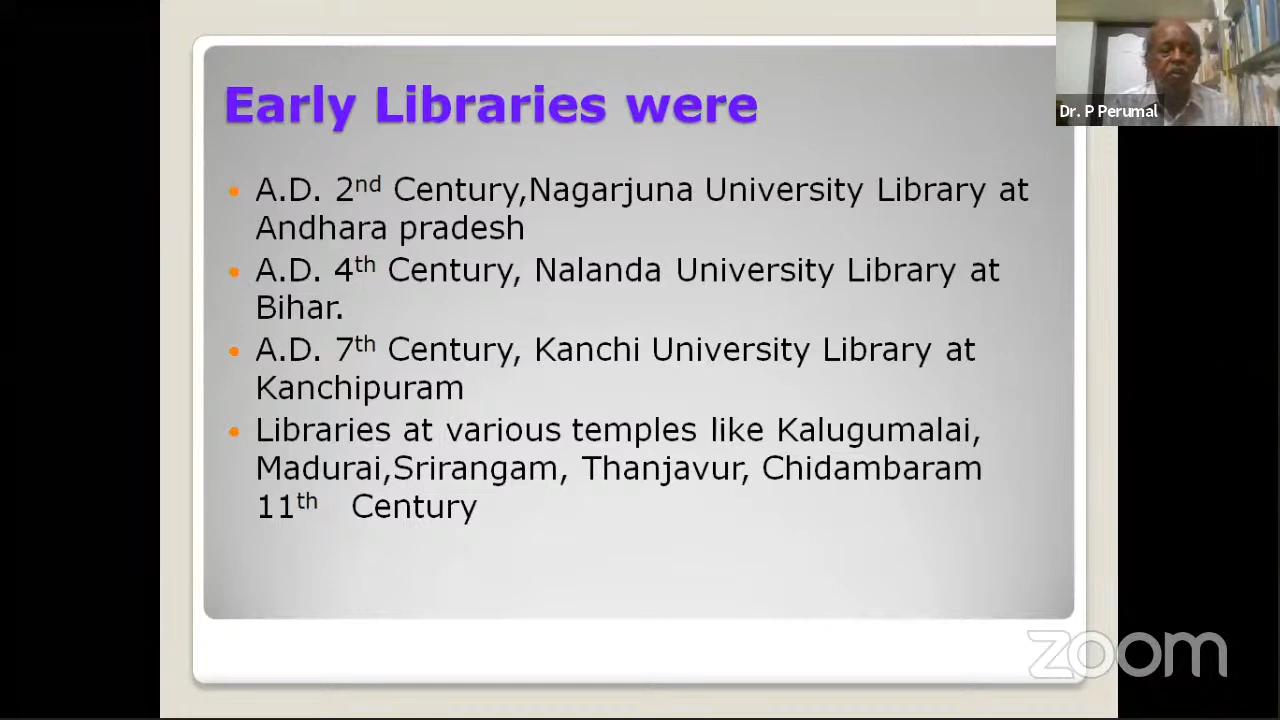 Early Libraries were
Dr. P Perumal
A.D. 2nd Century,Nagarjuna University Library at
Andhara pradesh
A.D. 4th Century, Nalanda University Library at
Bihar.
A.D. 7th Century, Kanchi University Library at
Kanchipuram
Libraries at various temples like Kalugumalai,
Madurai,Srirangam, Thanjavur, Chidambaram
11th Century
zoom